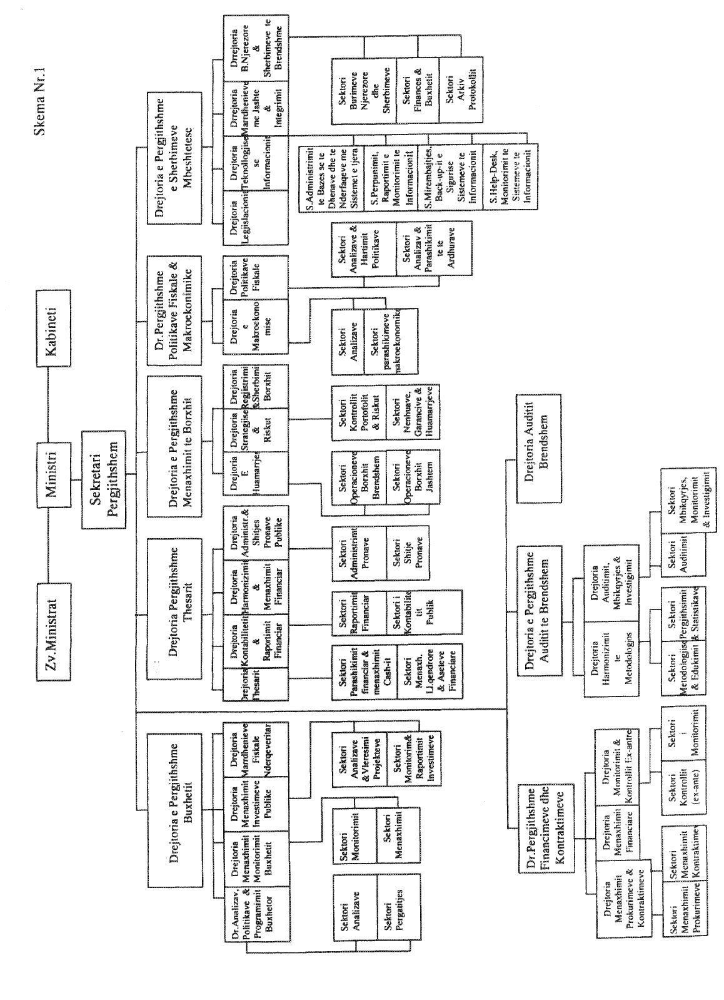 Skema Nr.1
Zv.Ministrat
Ministri
Kabineti
Sekretari
Pergjithshem
Drejtoria e Pergjithshme
Buxhetit
Drejtoria Pergjithshme
Thesarit
Drejtoria e Pergjithshme
Menaxhimit te Borxhit
Dr.Pergjithshme
Politikave Fiskale &
Makroekonimike
Drejtoria e Pergjithshme
e Sherbimeve
Mbeshtetese
Dr.Analizav,
Politikave &
Programimit
Buxhetor
Drejtoria
Menaxhimit
Monitorimit
Buxhetit
Drejtoria
Menaxhimit
Investimeve
Publike
Drejtoria
Marrdhenieve
Fiskale
Nderqeveritar
Drejtoria
Thesarit
Drejtoria
Kontabilitetit
&
Raportimit
Financiar
Drejtoria
Harmonizimit
&
Menaxhimit
Financiar
Drejtoria
Administr.&
Shitjes
Pronave
Publike
Drejtoria
E
Huamarrjes
Drejtoria
Strategjise
&
Riskut
Drejtoria
Regjistrimi
&Sherbimi
Borxhit
Drejtoria
e
Makroekono
mise
Drejtoria
Politikave
Fiskale
Drejtoria
Legjislacionit
Drejtoria
Teknollogjise
se
Informacionit
Drrejtoria
Marrdhenieve
me Jashte
&
Integrimit
Drrejtoria
B.Njerezore
&
Sherbimeve te
Brendshme
Sektori
Analizave
Sektori
Pergatitjes
Sektori
Monitorimit
Sektori
Menaxhimit
Sektori
Analizave
&Vleresimi
Projekteve
Sektori
Monitorim&
Raportimit
Investimeve
Sektori
Parashikimit
financiar &
menaxhimit
Cash-it
Sektori
Menaxh.
Ll.qendrore
& Aseteve
Financiare
Sektori
Raportimit
Financiar
Sektori i
Kontabilite
tit
Publik
Sektori
Administrimt
Pronave
Sektori
Shitje
Pronave
Sektori
Operacioneve
Borxhit
Brendshem
Sektori
Operacioneve
Borxhit
Jashtem
Sektori
Kontrollit
Portofolit
& Riskut
Sektori
Nenhuave,
Garancive &
Huamarrjeve
Sektori
Analizave
Sektori
parashikimeve
makroekonomike
Sektori
Analizave &
Hartimit
Politikave
Sektori
Analizav &
Parashikimit
te te
Ardhurave
S.Administrimit
te Bazes se te
Dhenave dhe te
Nderfaqeve me
Sistemet e tjera
S.Perpunimit,
Raportimit e
Monitorimit te
Informacionit
S.Mirembajtjes.
Back-up-it e
Sigurise
Sistemeve te
Informacionit
S.Help-Desk,
Monitorimit te
Sistemeve te
Informacionit
Sektori
Burimeve
Njerezore
dhe
Sherbimeve
Sektori
Finances &
Buxhetit
Sektori
Arkiv
Protokollit
Dr.Pergjithshme
Financimeve dhe
Kontraktimeve
Drejtoria e Pergjithshme
Auditit te Brendshem
Drejtoria Auditit
Brendshem
Drejtoria
Menaxhimit
Prokurimeve &
Kontraktimeve
Drejtoria
Menaxhimit
Financiare
Drejtoria
Monitorimit &
Kontrollit Ex-antre
Drejtoria
Harmonizimit
te
Metodologjos
Drejtoria
Auditimit,
Mbikqyrjes &
Investigimit
Sektori
Menaxhimit
Prokurimeve
Sektori
Menaxhimit
Kontraktimev
Sektori
Kontrollit
(ex-ante)
Sektori
i
Monitorimit
Sektori
Metodologjise
& Edukimit
Sektori
Pergjithsimit
& Statistikave
Sektori
Auditimit
Sektori
Mbikqyrjes,
Monitorimit
& Investigimit